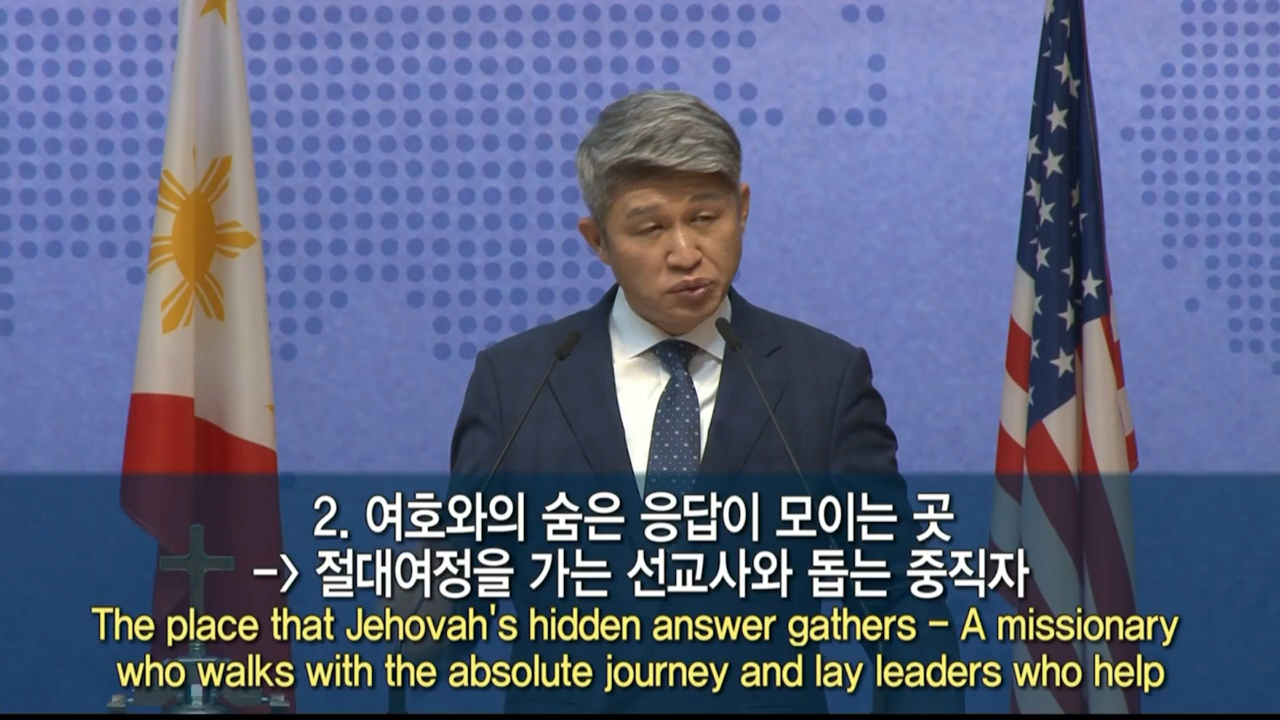 2. 여호와의 숨은 응답이 모이는 곳
-> 절대여정을 가는 선교사와 돕는 중직자
The place that Jehovah's hidden answer gathers - A missionary
who walks with the absolute journey and lay leaders who help